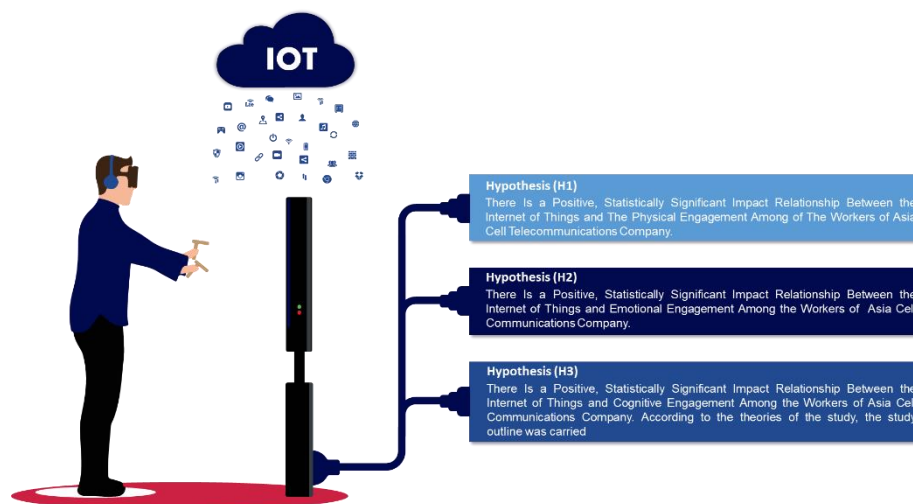 IOT
Hypothesis (H1)
There Is a Positive, Statistically Significant Impact Relationship Between the
Internet of Things and The Physical Engagement Among of The Workers of Asia
Cell Telecommunications Company.
Hypothesis (H2)
There Is a Positive, Statistically Significant Impact Relationship Between the
Internet of Things and Emotional Engagement Among the Workers of Asia Cell
Communications Company.
Hypothesis (H3)
There Is a Positive, Statistically Significant Impact Relationship Between the
Internet of Things and Cognitive Engagement Among the Workers of Asia Cell
Communications Company. According to the theories of the study, the study
outline was carried